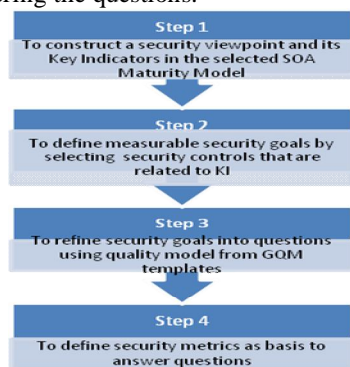 ering the questions.
Step 1
To construct a security viewpoint and its
Key Indicators in the selected SOA
Maturity Model
Step 2
To define measurable security goals by
selecting security controls that are
related to KI
Step 3
To refine security goals into questions
using quality model from GQM
templates
Step 4
To define security metrics as basis to
answer questions